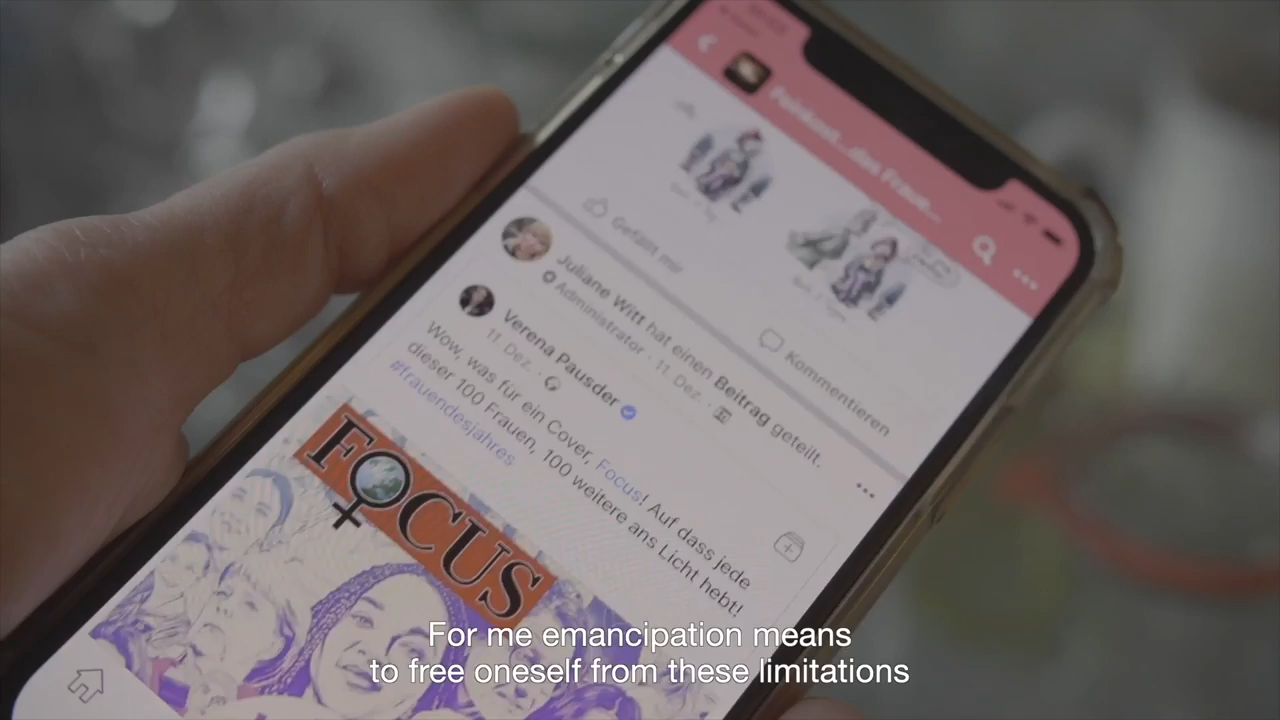 Gefällt mir
Kommentieren
Juliane Witt hat einen Beitrag geteilt.
Administrator · 11. Dez. ·
Verena Pausder
11. Dez. ·
Wow, was für ein Cover, Focus! Auf dass jede
dieser 100 Frauen, 100 weitere ans Licht hebt!
#frauendesjahres
FOCUS
For me emancipation means
to free oneself from these limitations